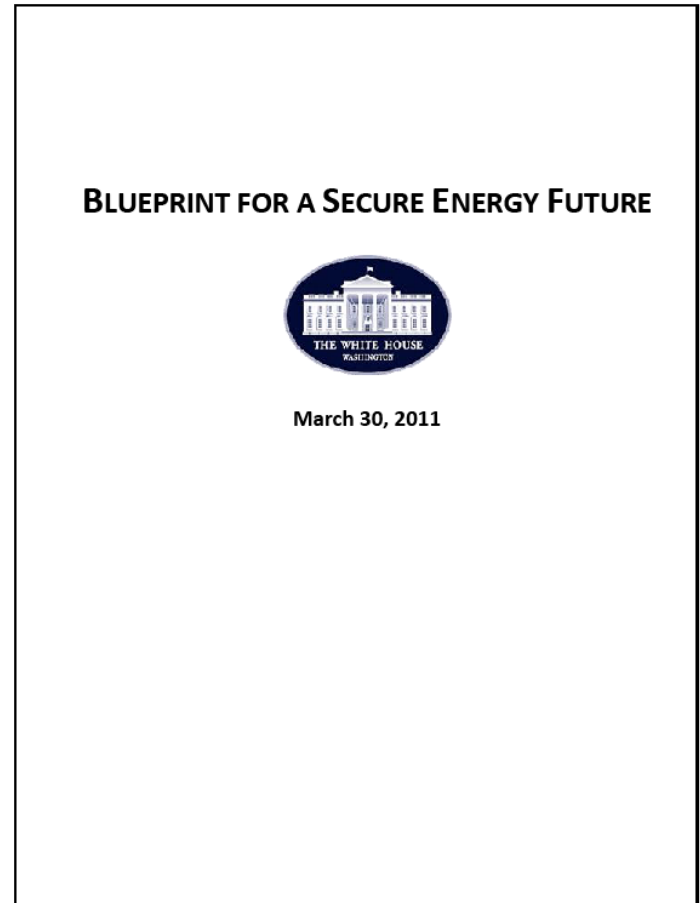 BLUEPRINT FOR A SECURE ENERGY FUTURE
THE WHITE HOUSE
WASHINGTON
March 30, 2011